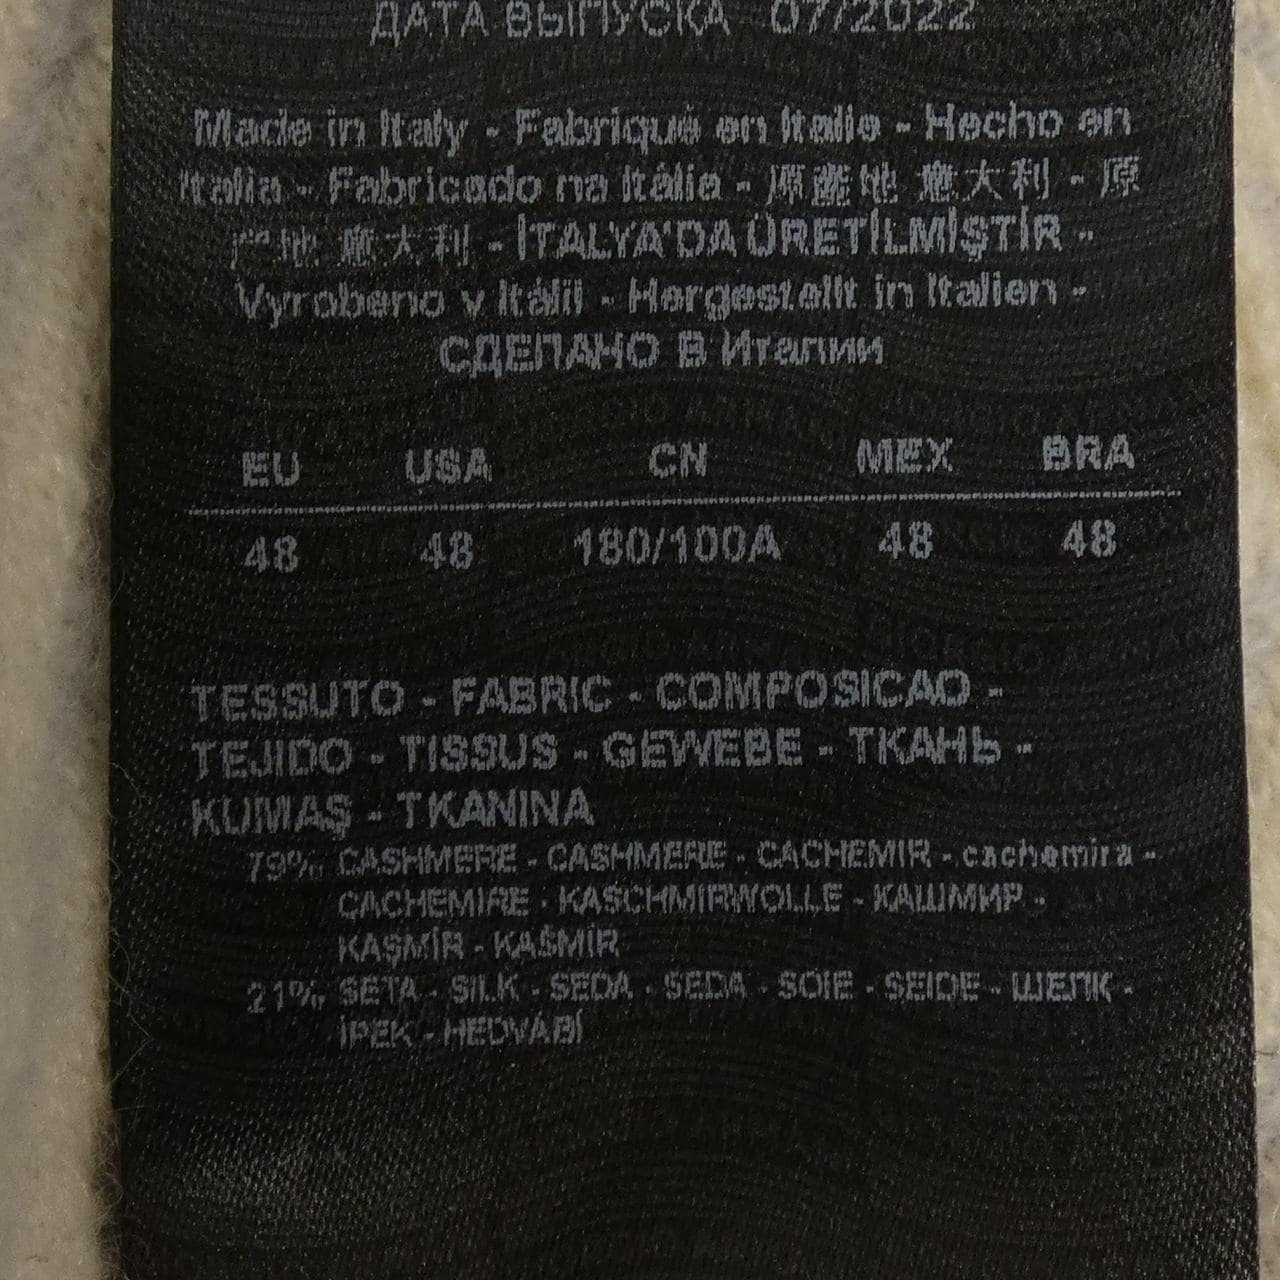 ДАТА ВЫПУСКА 07/2022
Made in Italy - Fabriqué en Italie - Hecho en
Italia - Fabricado na Itália - 原產地 意大利 - 原
产地 意大利 - İTALYA'DA ÜRETİLMİŞTİR -
Vyrobeno v Itálii - Hergestellt in Italien -
СДЕЛАНО В Италии
EU USA CN MEX BRA
48 48 180/100A 48 48
TESSUTO - FABRIC - COMPOSICAO -
TEJIDO - TISSUS - GEWEBE - ТКАНЬ -
KUMAŞ - TKANINA
79% CASHMERE - CASHMERE - CACHEMIR - cachemira -
CACHEMIRE - KASCHMIRWOLLE - КАШМИР -
KAŞMİR - KAŠMÍR
21% SETA - SILK - SEDA - SEDA - SOIE - SEIDE - ШЕЛК -
İPEK - HEDVÁBÍ